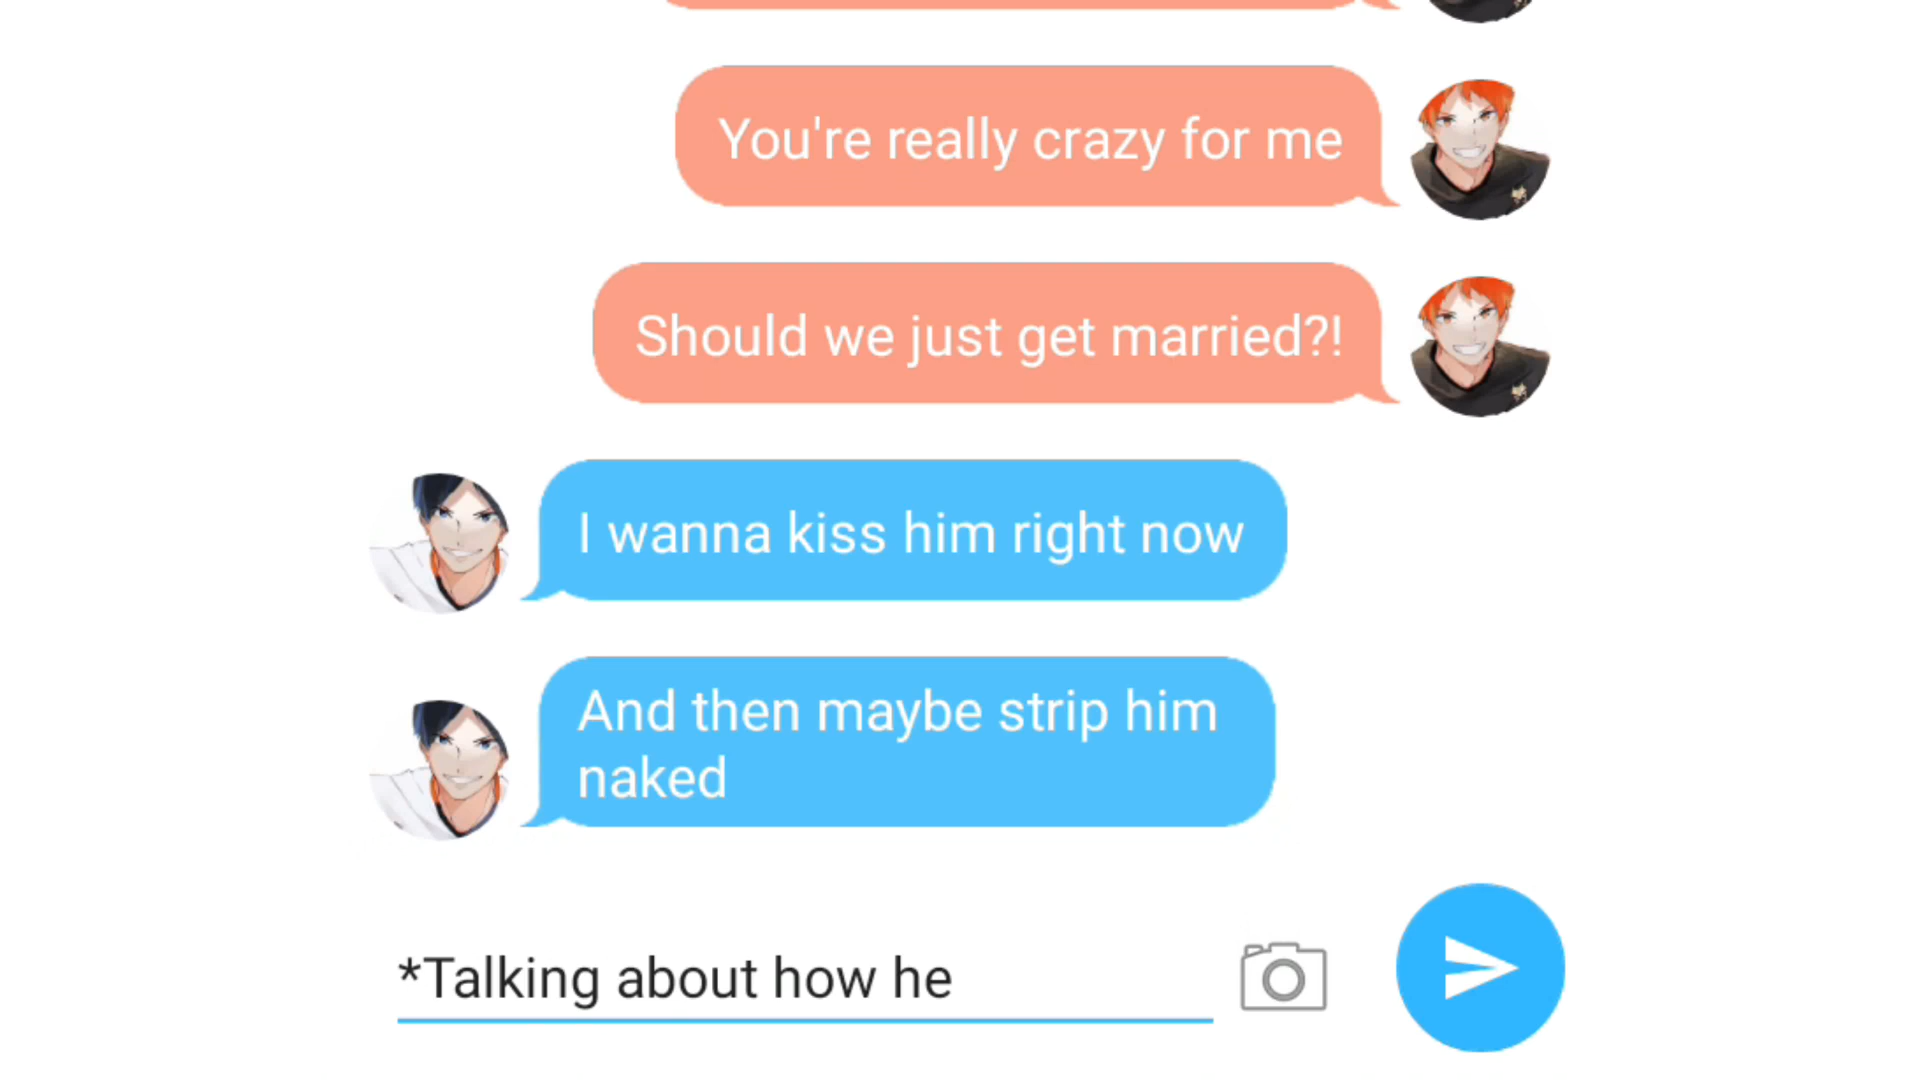 You're really crazy for me
Should we just get married?!
I wanna kiss him right now
And then maybe strip him
naked
*Talking about how he